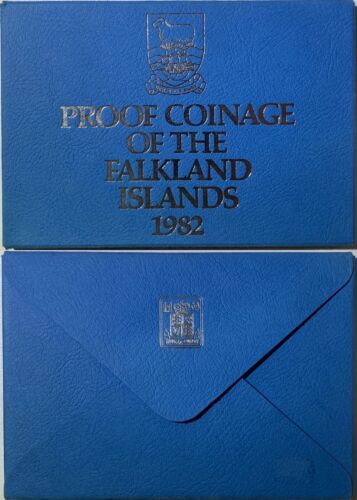 PROOF COINAGE
OF THE
FALKLAND
ISLANDS
1982